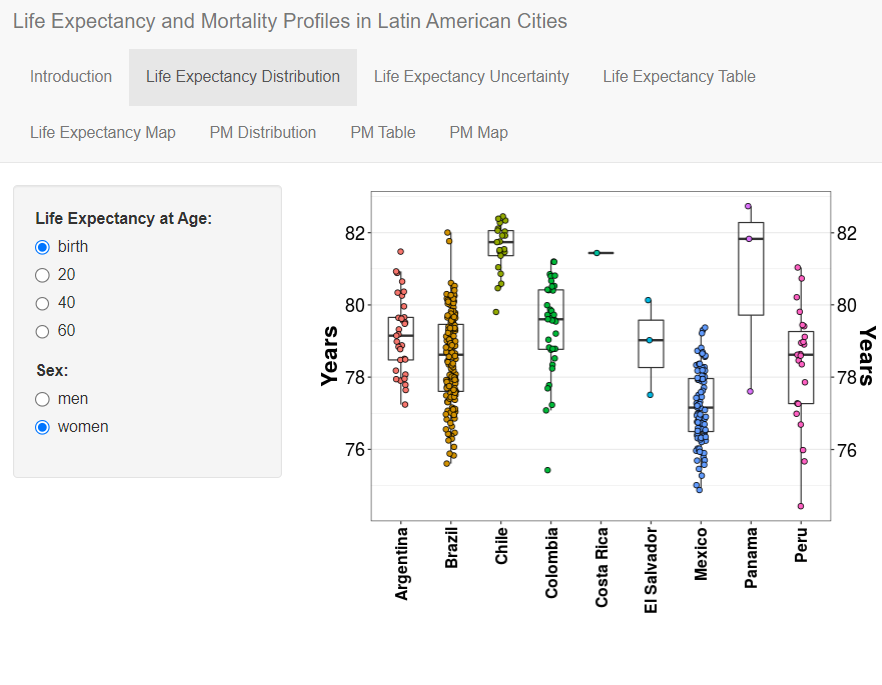 Life Expectancy and Mortality Profiles in Latin American Cities
Introduction
Life Expectancy Distribution
Life Expectancy Uncertainty
Life Expectancy Table
Life Expectancy Map
PM Distribution
PM Table
PM Map
Life Expectancy at Age:
birth
20
40
60
Sex:
men
women
Years
82
80
78
76
82
80
78
76
Years
Argentina
Brazil
Chile
Colombia
Costa Rica
El Salvador
Mexico
Panama
Peru